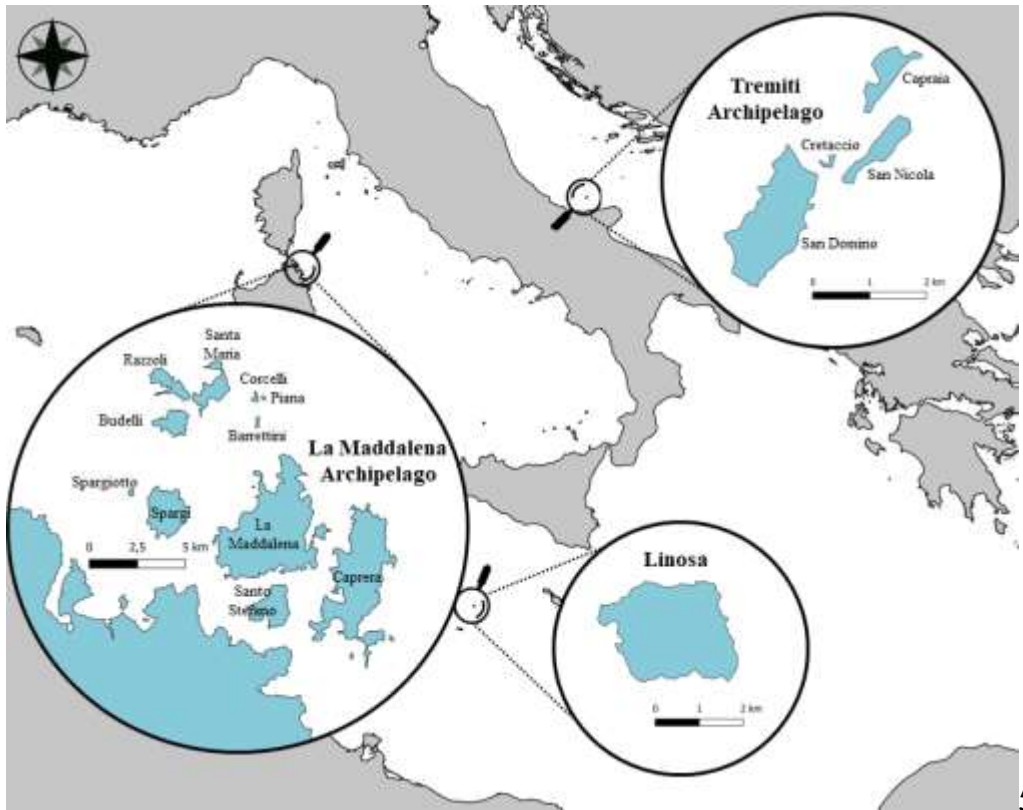 Tremiti
Archipelago
Capraia
Cretaccio
San Nicola
San Domino
0 1 2 km
Santa
Maria
Razzoli
Corcelli
Piana
Budelli
Barrettini
La Maddalena
Archipelago
Spargiotto
Spargi
La
Maddalena
0 2,5 5 km
Caprera
Santo
Stefano
Linosa
0 1 2 km